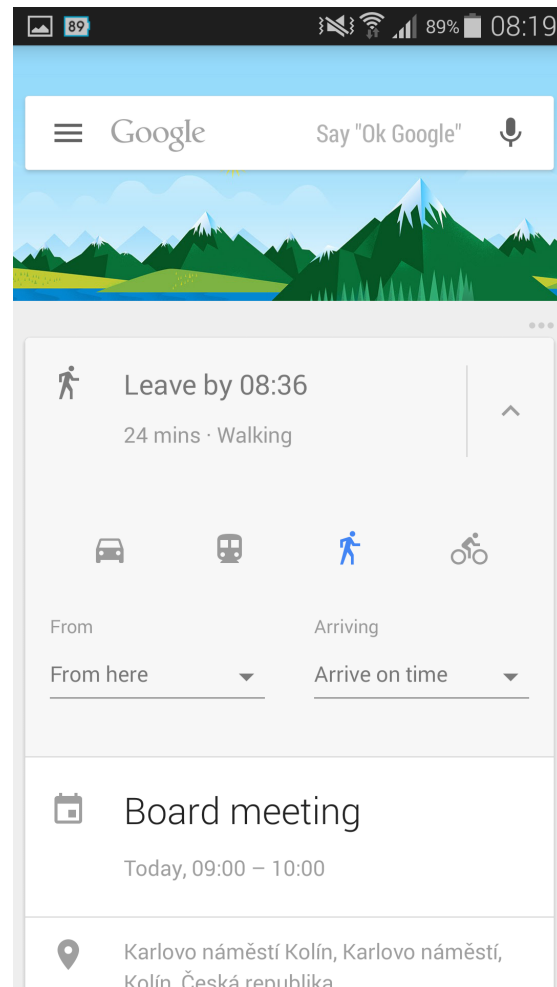 89 89% 08:19
Google Say "Ok Google"
Leave by 08:36
24 mins · Walking
From Arriving
From here Arrive on time
Board meeting
Today, 09:00 – 10:00
Karlovo náměstí Kolín, Karlovo náměstí,
Kolín, Česká republika